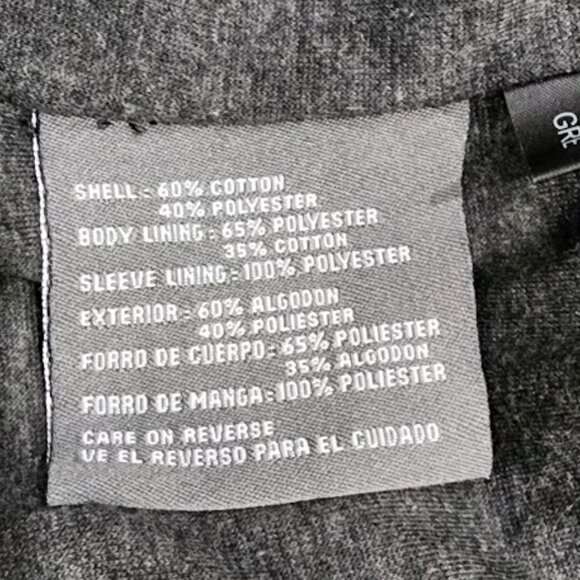 SHELL: 60% COTTON
40% POLYESTER
BODY LINING: 65% POLYESTER
35% COTTON
SLEEVE LINING: 100% POLYESTER
EXTERIOR: 60% ALGODON
40% POLIESTER
FORRO DE CUERPO: 65% POLIESTER
35% ALGODON
FORRO DE MANGA: 100% POLIESTER
CARE ON REVERSE
VE EL REVERSO PARA EL CUIDADO